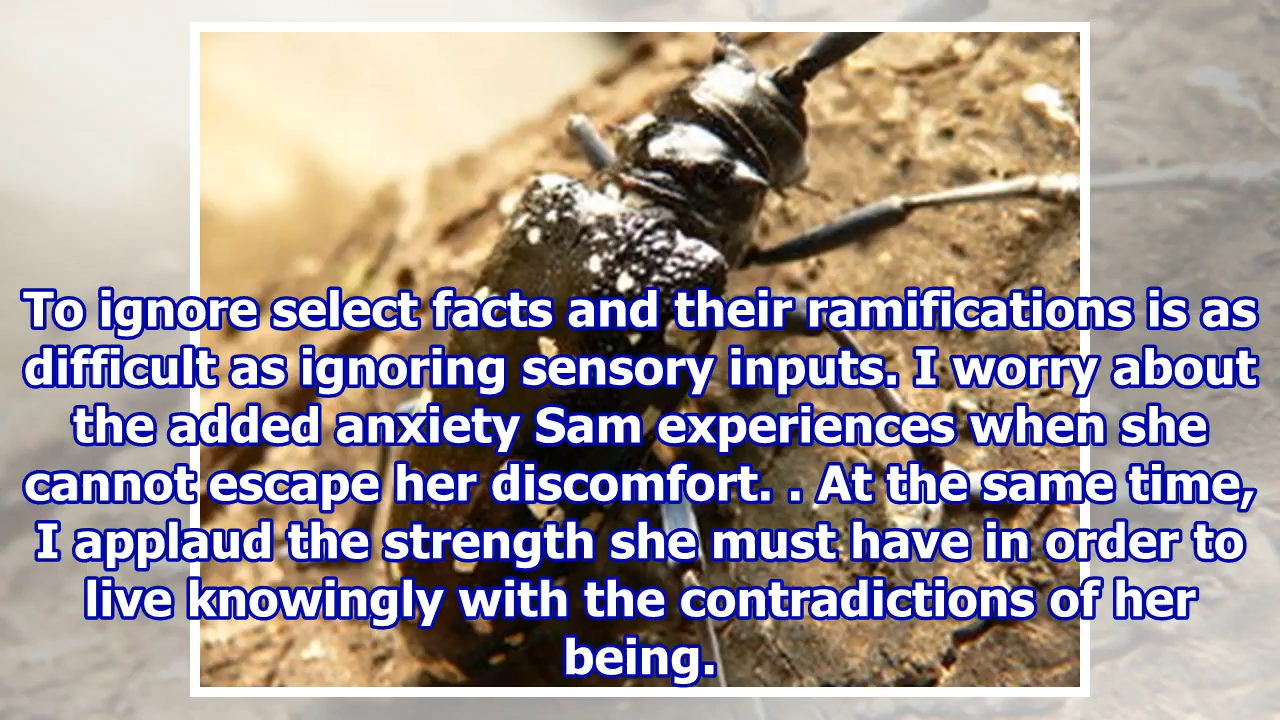 To ignore select facts and their ramifications is as
difficult as ignoring sensory inputs. I worry about
the added anxiety Sam experiences when she
cannot escape her discomfort. . At the same time,
I applaud the strength she must have in order to
live knowingly with the contradictions of her
being.